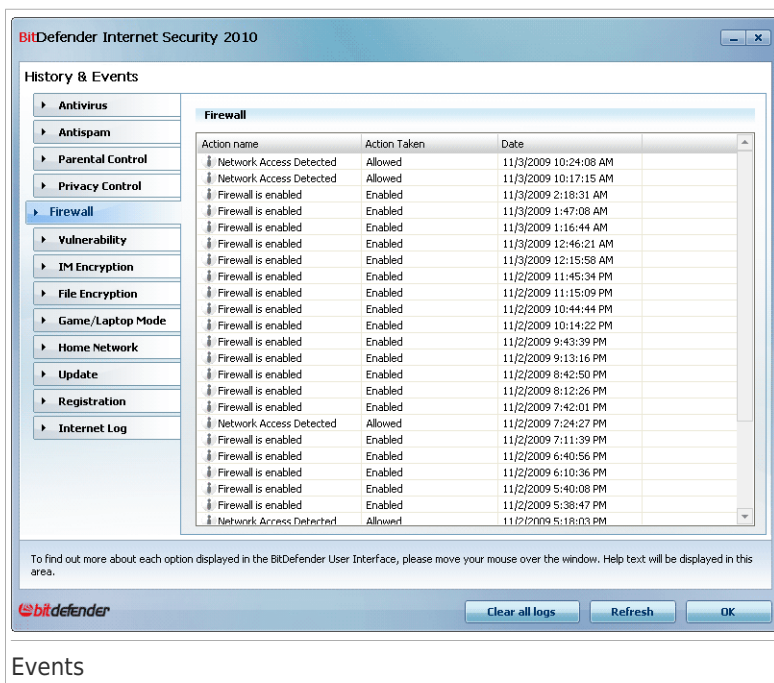 BitDefender Internet Security 2010
History & Events
Antivirus
Antispam
Parental Control
Privacy Control
Firewall
Vulnerability
IM Encryption
File Encryption
Game/Laptop Mode
Home Network
Update
Registration
Internet Log
Firewall
Action name Action Taken Date
Network Access Detected Allowed 11/3/2009 10:24:08 AM
Network Access Detected Allowed 11/3/2009 10:17:15 AM
Firewall is enabled Enabled 11/3/2009 2:18:31 AM
Firewall is enabled Enabled 11/3/2009 1:47:08 AM
Firewall is enabled Enabled 11/3/2009 1:16:44 AM
Firewall is enabled Enabled 11/3/2009 12:46:21 AM
Firewall is enabled Enabled 11/3/2009 12:15:58 AM
Firewall is enabled Enabled 11/2/2009 11:45:34 PM
Firewall is enabled Enabled 11/2/2009 11:15:09 PM
Firewall is enabled Enabled 11/2/2009 10:44:44 PM
Firewall is enabled Enabled 11/2/2009 10:14:22 PM
Firewall is enabled Enabled 11/2/2009 9:43:39 PM
Firewall is enabled Enabled 11/2/2009 9:13:16 PM
Firewall is enabled Enabled 11/2/2009 8:42:50 PM
Firewall is enabled Enabled 11/2/2009 8:12:26 PM
Firewall is enabled Enabled 11/2/2009 7:42:01 PM
Network Access Detected Allowed 11/2/2009 7:24:27 PM
Firewall is enabled Enabled 11/2/2009 7:11:39 PM
Firewall is enabled Enabled 11/2/2009 6:40:56 PM
Firewall is enabled Enabled 11/2/2009 6:10:36 PM
Firewall is enabled Enabled 11/2/2009 5:40:08 PM
Firewall is enabled Enabled 11/2/2009 5:38:47 PM
Network Access Detected Allowed 11/2/2009 5:18:03 PM
To find out more about each option displayed in the BitDefender User Interface, please move your mouse over the window. Help text will be displayed in this
area.
bitdefender
Clear all logs Refresh OK
Events